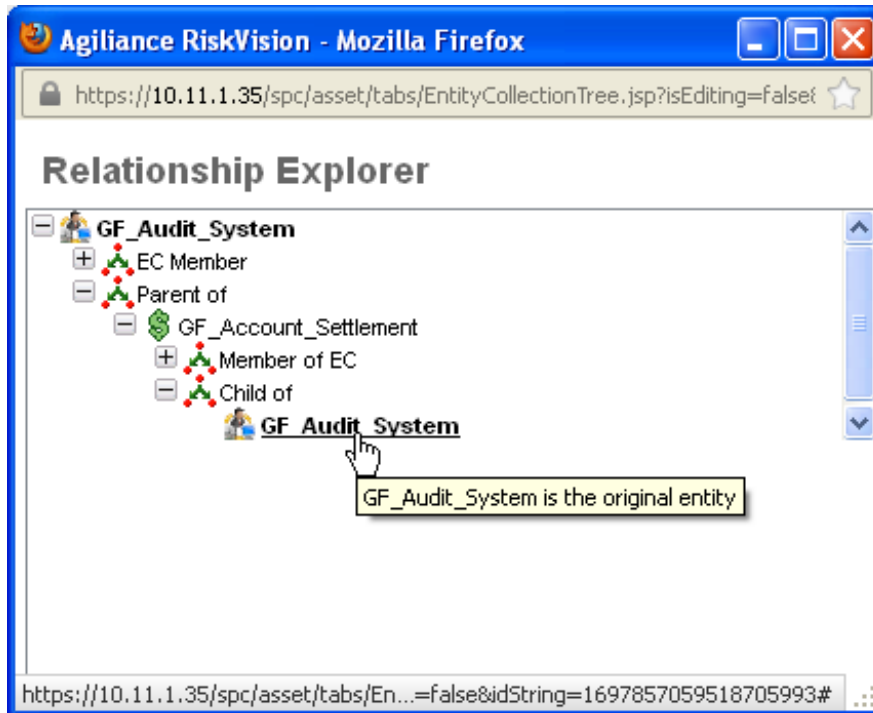 Agiliance RiskVision - Mozilla Firefox
https://10.11.1.35/spc/asset/tabs/EntityCollectionTree.jsp?isEditing=false&
Relationship Explorer
GF_Audit_System
EC Member
Parent of
GF_Account_Settlement
Member of EC
Child of
GF_Audit_System
GF_Audit_System is the original entity
https://10.11.1.35/spc/asset/tabs/En...=false&idString=1697857059518705993#